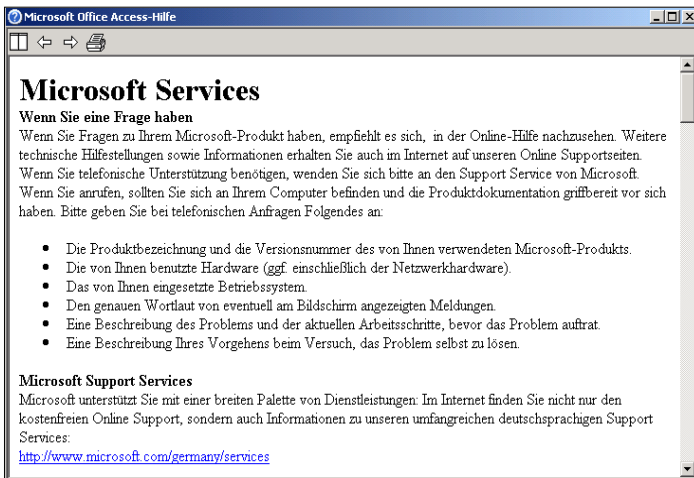 Microsoft Office Access-Hilfe
Microsoft Services
Wenn Sie eine Frage haben
Wenn Sie Fragen zu Ihrem Microsoft-Produkt haben, empfiehlt es sich, in der Online-Hilfe nachzusehen. Weitere
technische Hilfestellungen sowie Informationen erhalten Sie auch im Internet auf unseren Online Supportseiten.
Wenn Sie telefonische Unterstützung benötigen, wenden Sie sich bitte an den Support Service von Microsoft.
Wenn Sie anrufen, sollten Sie sich an Ihrem Computer befinden und die Produktdokumentation griffbereit vor sich
haben. Bitte geben Sie bei telefonischen Anfragen Folgendes an:
• Die Produktbezeichnung und die Versionsnummer des von Ihnen verwendeten Microsoft-Produkts.
• Die von Ihnen benutzte Hardware (ggf. einschließlich der Netzwerkhardware).
• Das von Ihnen eingesetzte Betriebssystem.
• Den genauen Wortlaut von eventuell am Bildschirm angezeigten Meldungen.
• Eine Beschreibung des Problems und der aktuellen Arbeitsschritte, bevor das Problem auftrat.
• Eine Beschreibung Ihres Vorgehens beim Versuch, das Problem selbst zu lösen.
Microsoft Support Services
Microsoft unterstützt Sie mit einer breiten Palette von Dienstleistungen: Im Internet finden Sie nicht nur den
kostenfreien Online Support, sondern auch Informationen zu unseren umfangreichen deutschsprachigen Support
Services:
http://www.microsoft.com/germany/services